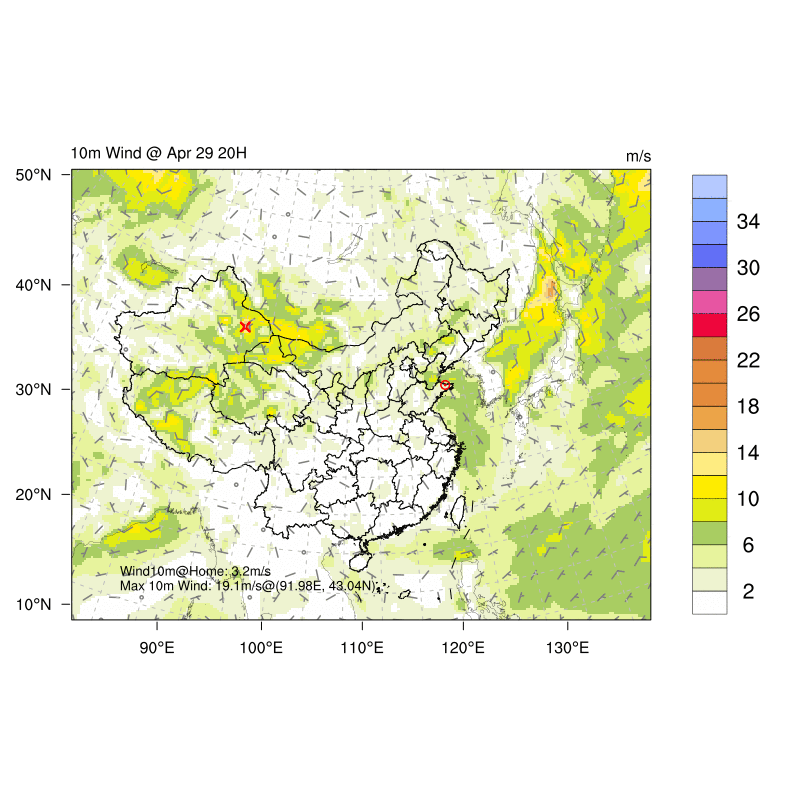 10m Wind @ Apr 29 20H
m/s
50°N
40°N
30°N
20°N
10°N
90°E 100°E 110°E 120°E 130°E
34
30
26
22
18
14
10
6
2
Wind10m@Home: 3.2m/s
Max 10m Wind: 19.1m/s@(91.98E, 43.04N)